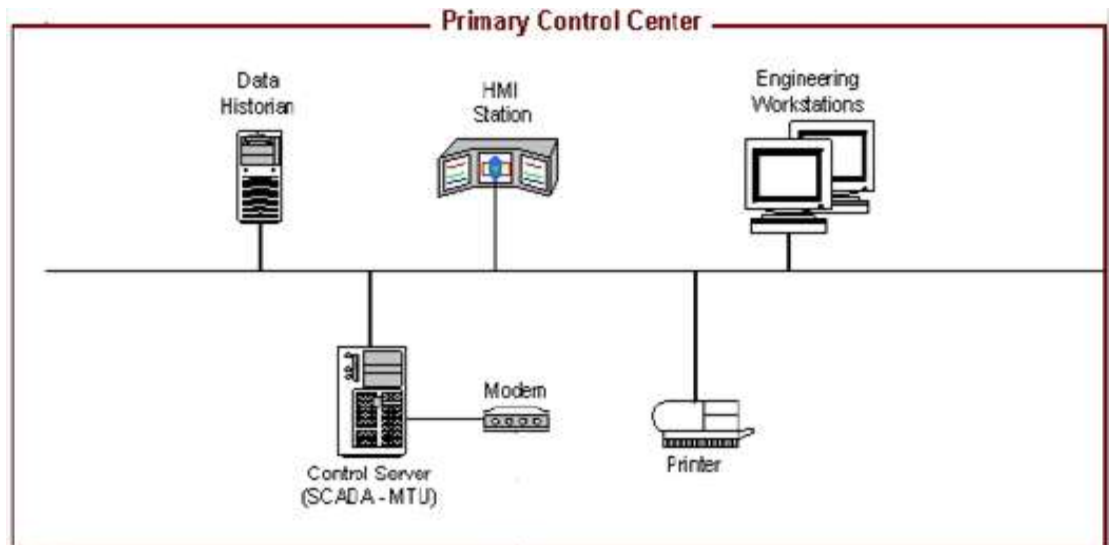 Primary Control Center
Data
Historian
HMI
Station
Engineering
Workstations
Modem
Control Server
(SCADA - MTU)
Printer